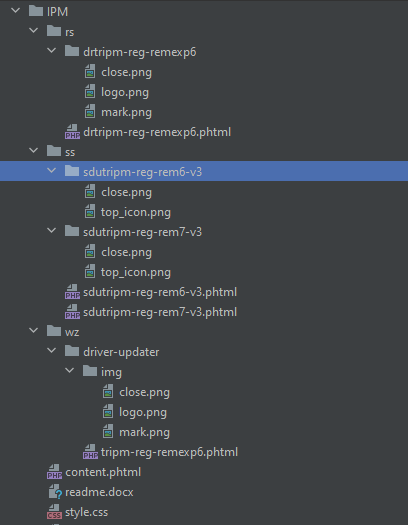 IPM
rs
drtripm-reg-remexp6
close.png
logo.png
mark.png
drtripm-reg-remexp6.phtml
ss
sdutripm-reg-rem6-v3
close.png
top_icon.png
sdutripm-reg-rem7-v3
close.png
top_icon.png
sdutripm-reg-rem6-v3.phtml
sdutripm-reg-rem7-v3.phtml
wz
driver-updater
img
close.png
logo.png
mark.png
tripm-reg-remexp6.phtml
content.phtml
readme.docx
style.css